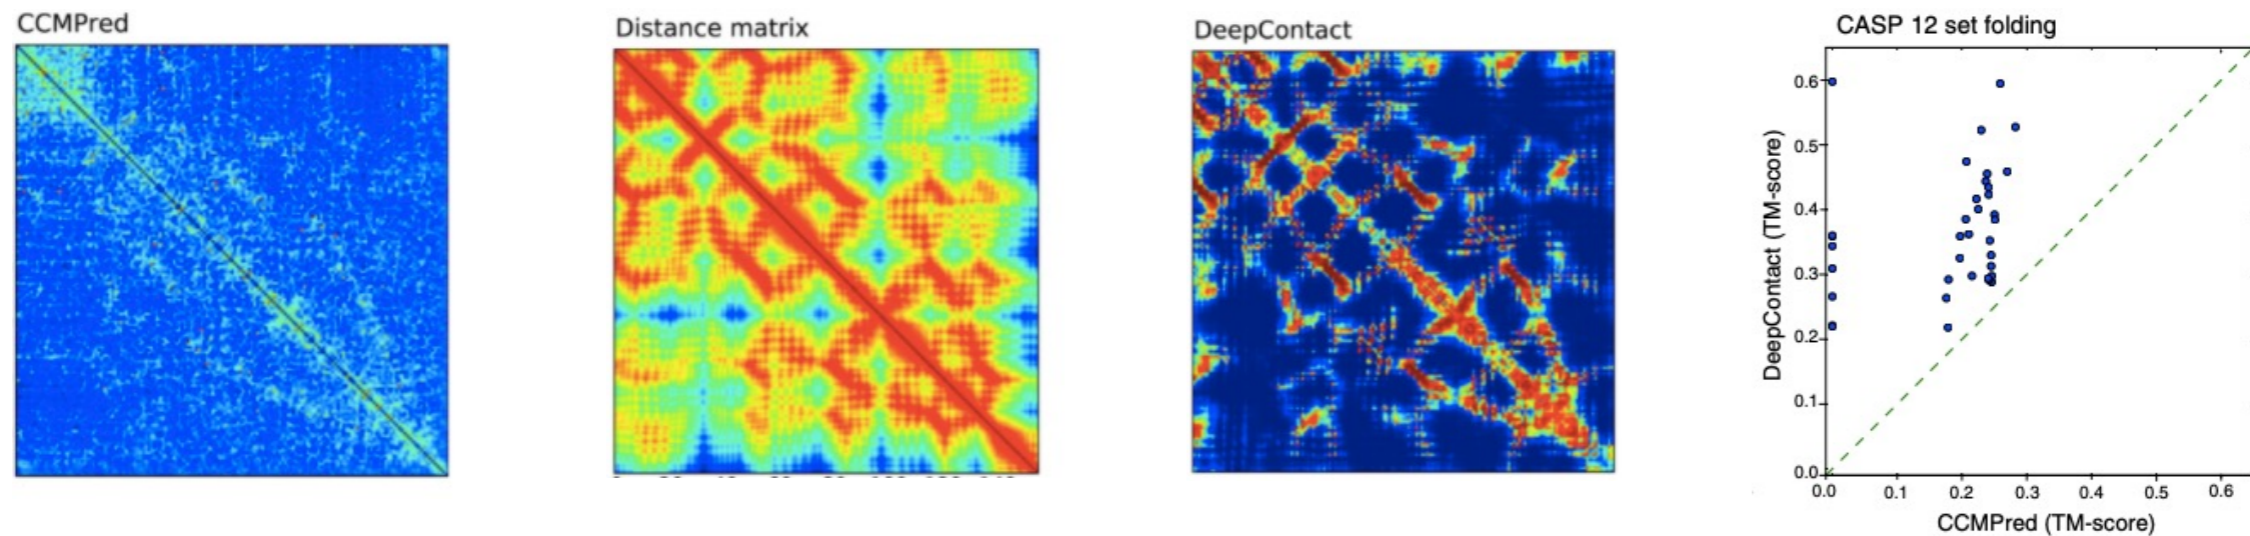 CCMPred
Distance matrix
DeepContact
CASP 12 set folding
DeepContact (TM-score)
0.6
0.5
0.4
0.3
0.2
0.1
0.0
0.0 0.1 0.2 0.3 0.4 0.5 0.6
CCMPred (TM-score)